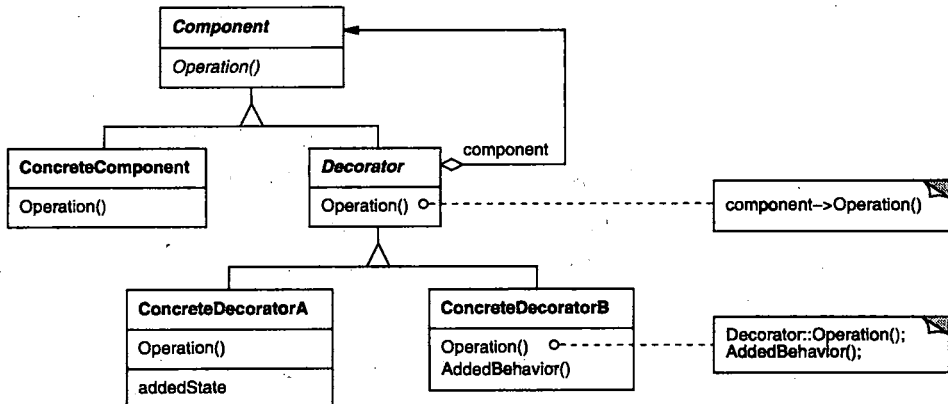 Component
Operation()
ConcreteComponent
Operation()
Decorator
Operation()
component
component->Operation()
ConcreteDecoratorA
Operation()
addedState
ConcreteDecoratorB
Operation()
AddedBehavior()
Decorator::Operation();
AddedBehavior();